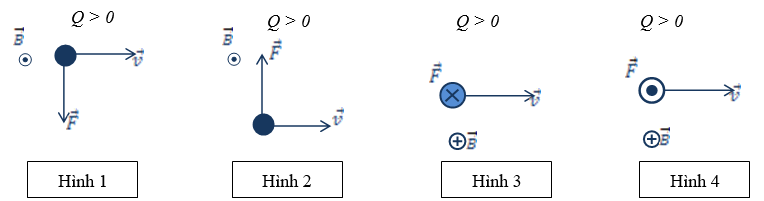 Q > 0
Q > 0
Q > 0
Q > 0
B⃗
v⃗
F⃗
B⃗
F⃗
v⃗
F⃗
v⃗
B⃗
F⃗
v⃗
B⃗
Hình 1
Hình 2
Hình 3
Hình 4